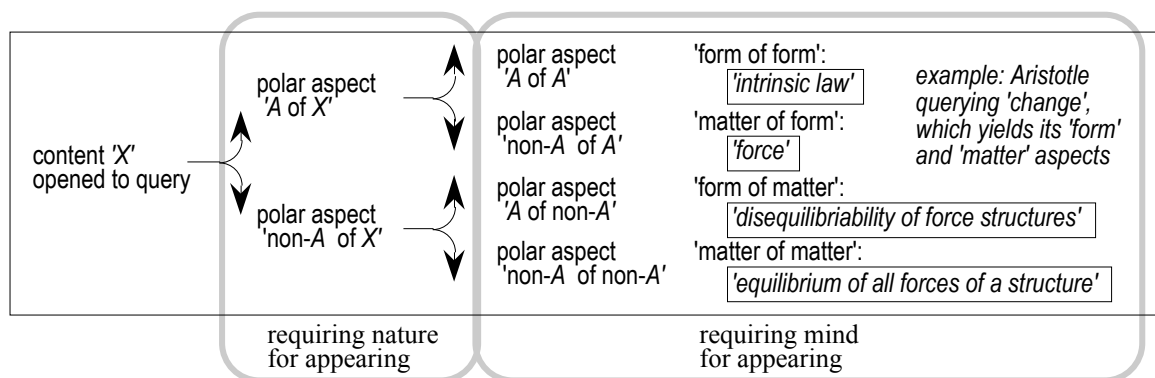 content 'X'
opened to query
polar aspect
'A of X'
polar aspect
'non-A of X'
polar aspect
'A of A'
polar aspect
'non-A of A'
polar aspect
'A of non-A'
polar aspect
'non-A of non-A'
'form of form':
'intrinsic law'
'matter of form':
'force'
'form of matter':
'disequilibriability of force structures'
'matter of matter':
'equilibrium of all forces of a structure'
example: Aristotle
querying 'change',
which yields its 'form'
and 'matter' aspects
requiring nature
for appearing
requiring mind
for appearing